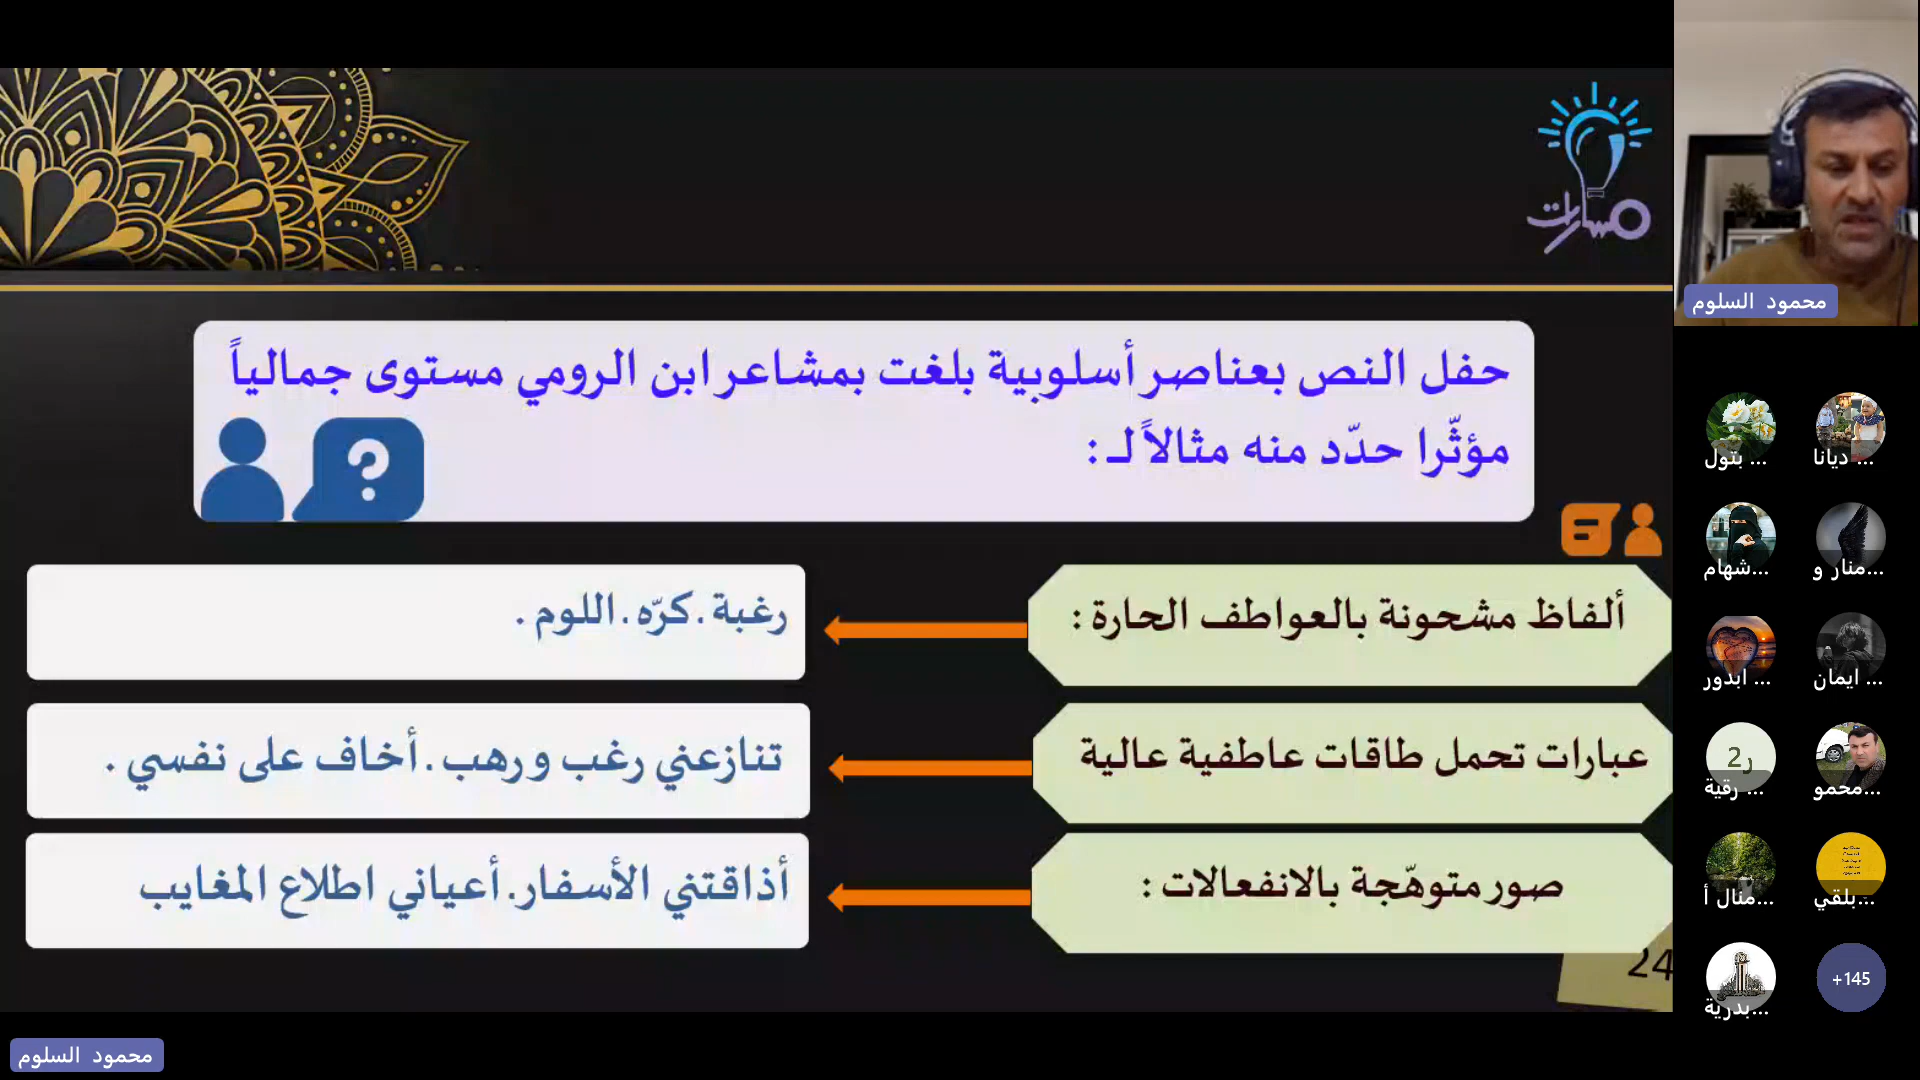 مسارات
حفل النص بعناصر أسلوبية بلغت بمشاعر ابن الرومي مستوى جمالياً
مؤثّرا حدّد منه مثالاً لـ :
?
ألفاظ مشحونة بالعواطف الحارة :
رغبة . كرّه . اللوم .
عبارات تحمل طاقات عاطفية عالية
تنازعني رغب ورهب . أخاف على نفسي .
صور متوهّجة بالانفعالات :
أذاقتني الأسفار . أعياني اطلاع المغايب
24
محمود السلوم
محمود السلوم
ديانا ...
بتول ...
منار و...
شهام...
ايمان ...
ابدور ...
محمو...
ر2
رقية ...
بلقي...
منال أ...
+145
بدرية...